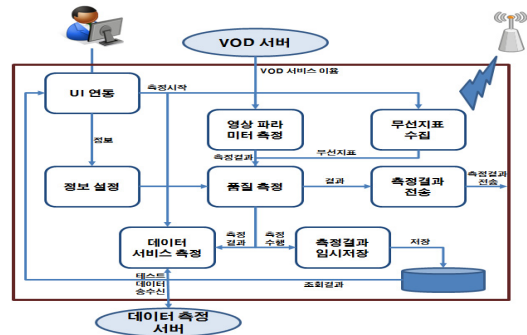 VOD 서버
VOD 서비스 이용
UI 연동
측정시작
영상 파라
미터 측정
무선지표
수집
정보
측정결과
무선지표
정보 설정
품질 측정
결과
측정결과
전송
측정결과
전송
데이터
서비스 측정
측정
결과
측정
수행
측정결과
임시저장
저장
테스트
데이터
송수신
조회결과
데이터 측정
서버